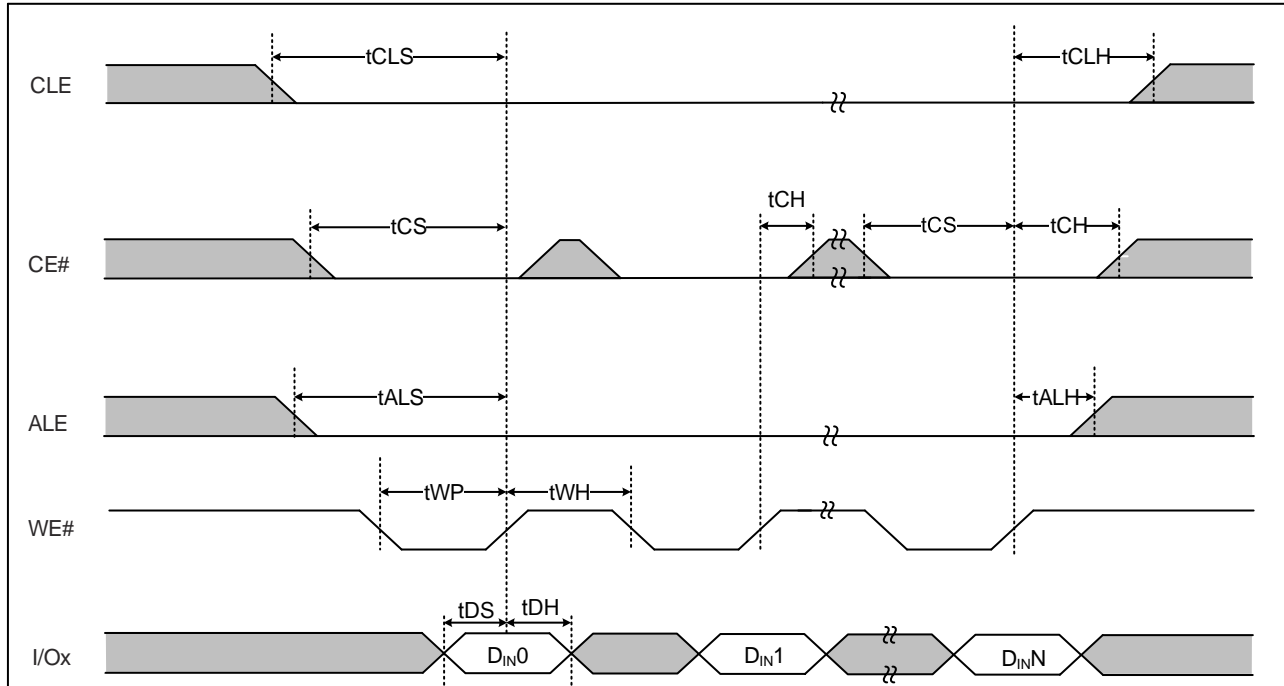 tCLS
tCLH
CLE
tCH
tCS
tCS
tCH
CE#
tALS
tALH
ALE
tWP
tWH
WE#
tDS
tDH
I/Ox
DIN0
DIN1
DINN